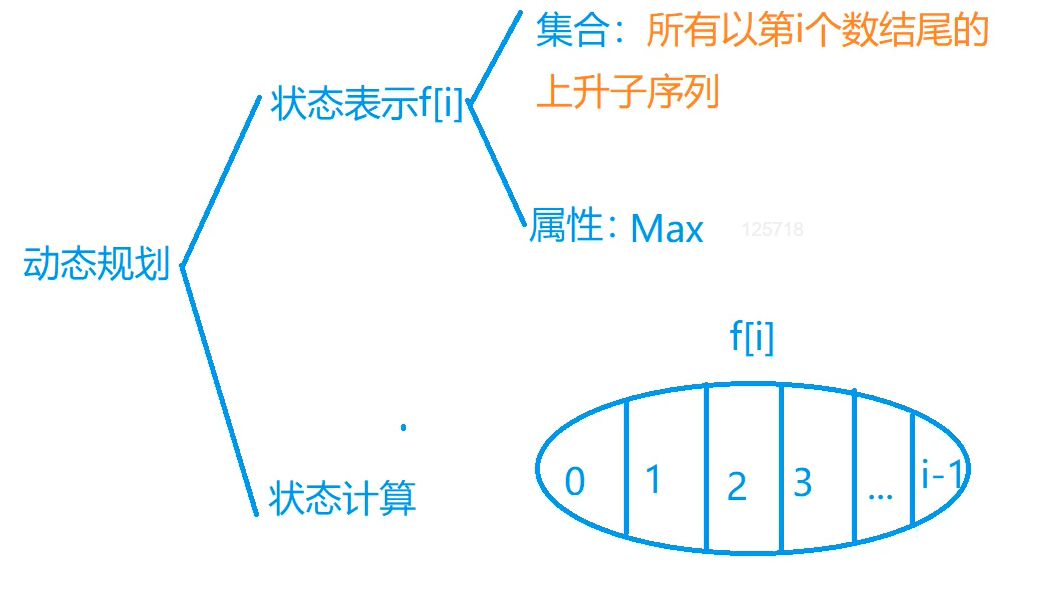 集合：所有以第i个数结尾的
上升子序列
状态表示f[i]
属性：Max
125718
动态规划
f[i]
状态计算
0 1 2 3 ... i-1